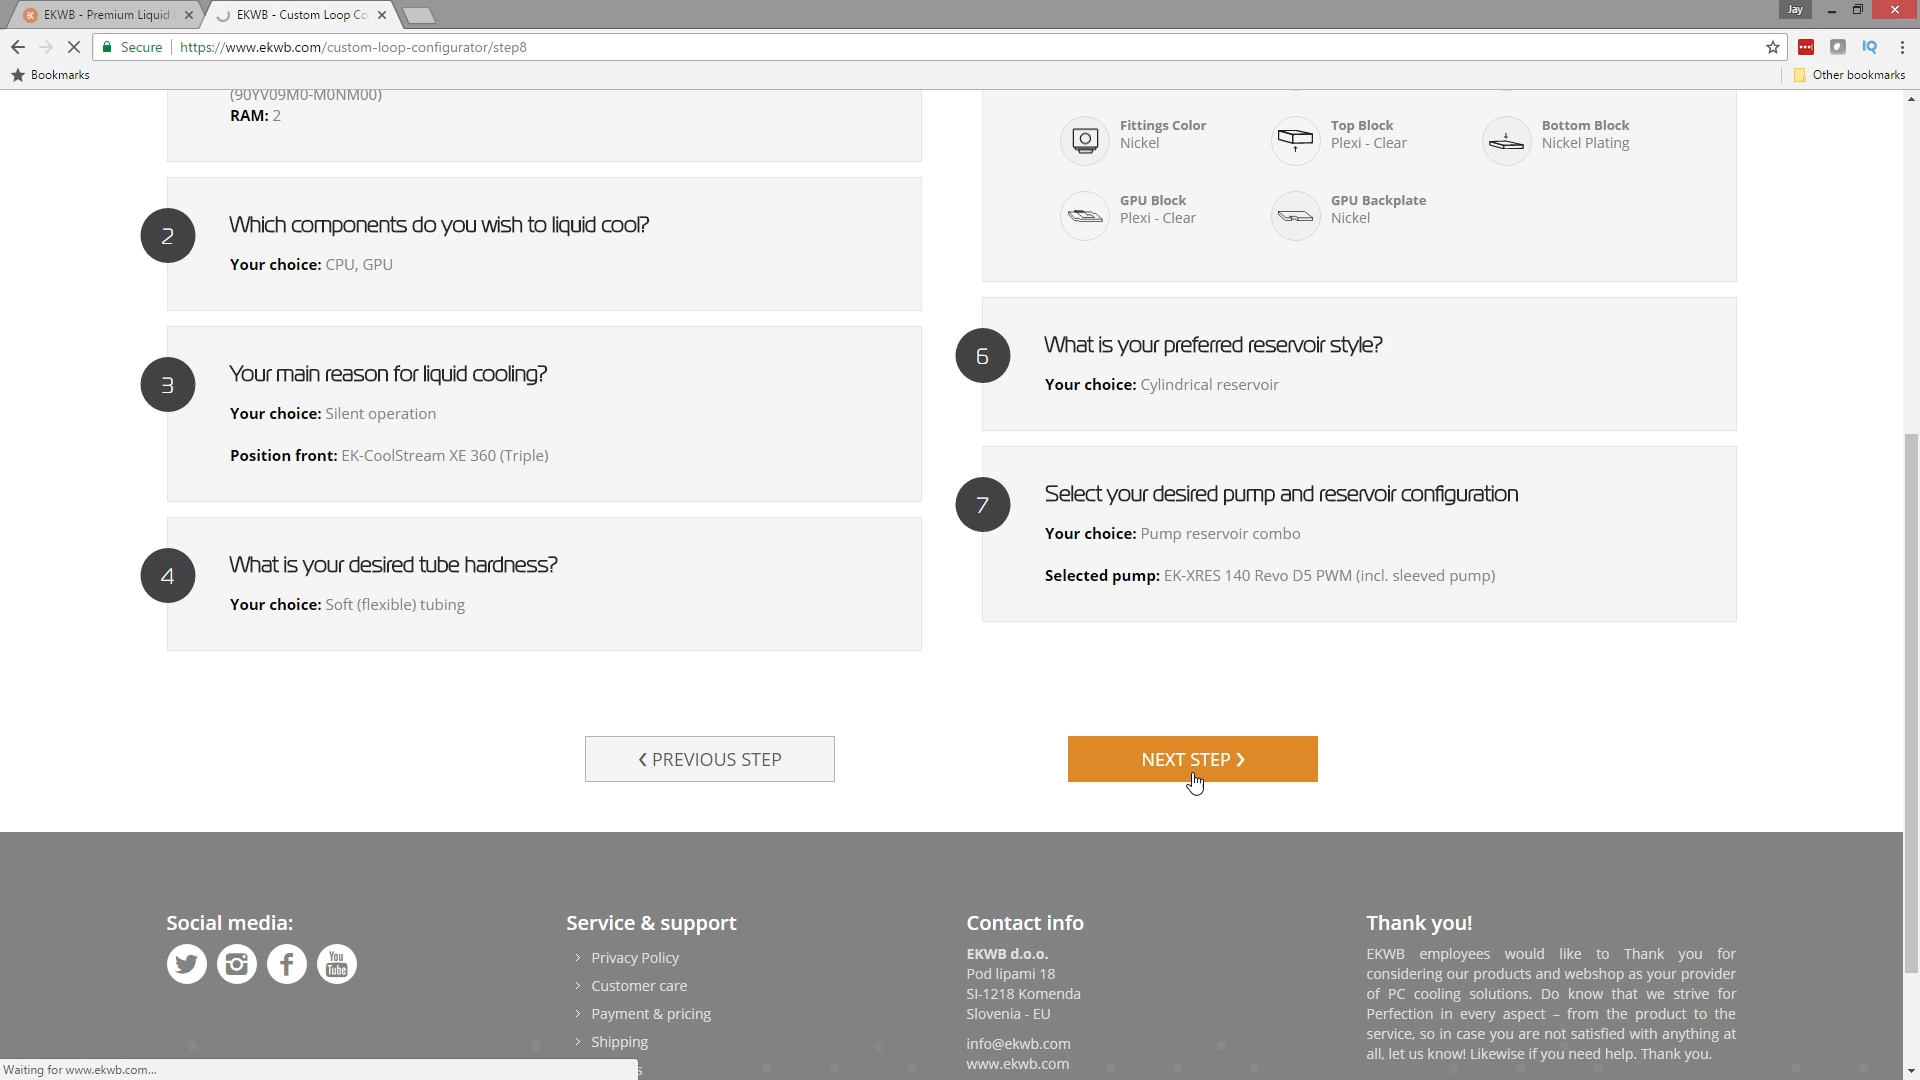 EKWB - Premium Liquid
EKWB - Custom Loop Co
Jay
Secure
https://www.ekwb.com/custom-loop-configurator/step8
IQ
Bookmarks
Other bookmarks
(90YV09M0-M0NM00)
RAM: 2
2
Which components do you wish to liquid cool?
Your choice: CPU, GPU
3
Your main reason for liquid cooling?
Your choice: Silent operation
Position front: EK-CoolStream XE 360 (Triple)
4
What is your desired tube hardness?
Your choice: Soft (flexible) tubing
Fittings Color
Nickel
Top Block
Plexi - Clear
Bottom Block
Nickel Plating
GPU Block
Plexi - Clear
GPU Backplate
Nickel
6
What is your preferred reservoir style?
Your choice: Cylindrical reservoir
7
Select your desired pump and reservoir configuration
Your choice: Pump reservoir combo
Selected pump: EK-XRES 140 Revo D5 PWM (incl. sleeved pump)
‹ PREVIOUS STEP
NEXT STEP ›
Social media:
You
Tube
Service & support
› Privacy Policy
› Customer care
› Payment & pricing
› Shipping
Contact info
EKWB d.o.o.
Pod lipami 18
SI-1218 Komenda
Slovenia - EU
info@ekwb.com
www.ekwb.com
Thank you!
EKWB employees would like to Thank you for
considering our products and webshop as your provider
of PC cooling solutions. Do know that we strive for
Perfection in every aspect – from the product to the
service, so in case you are not satisfied with anything at
all, let us know! Likewise if you need help. Thank you.
Waiting for www.ekwb.com...